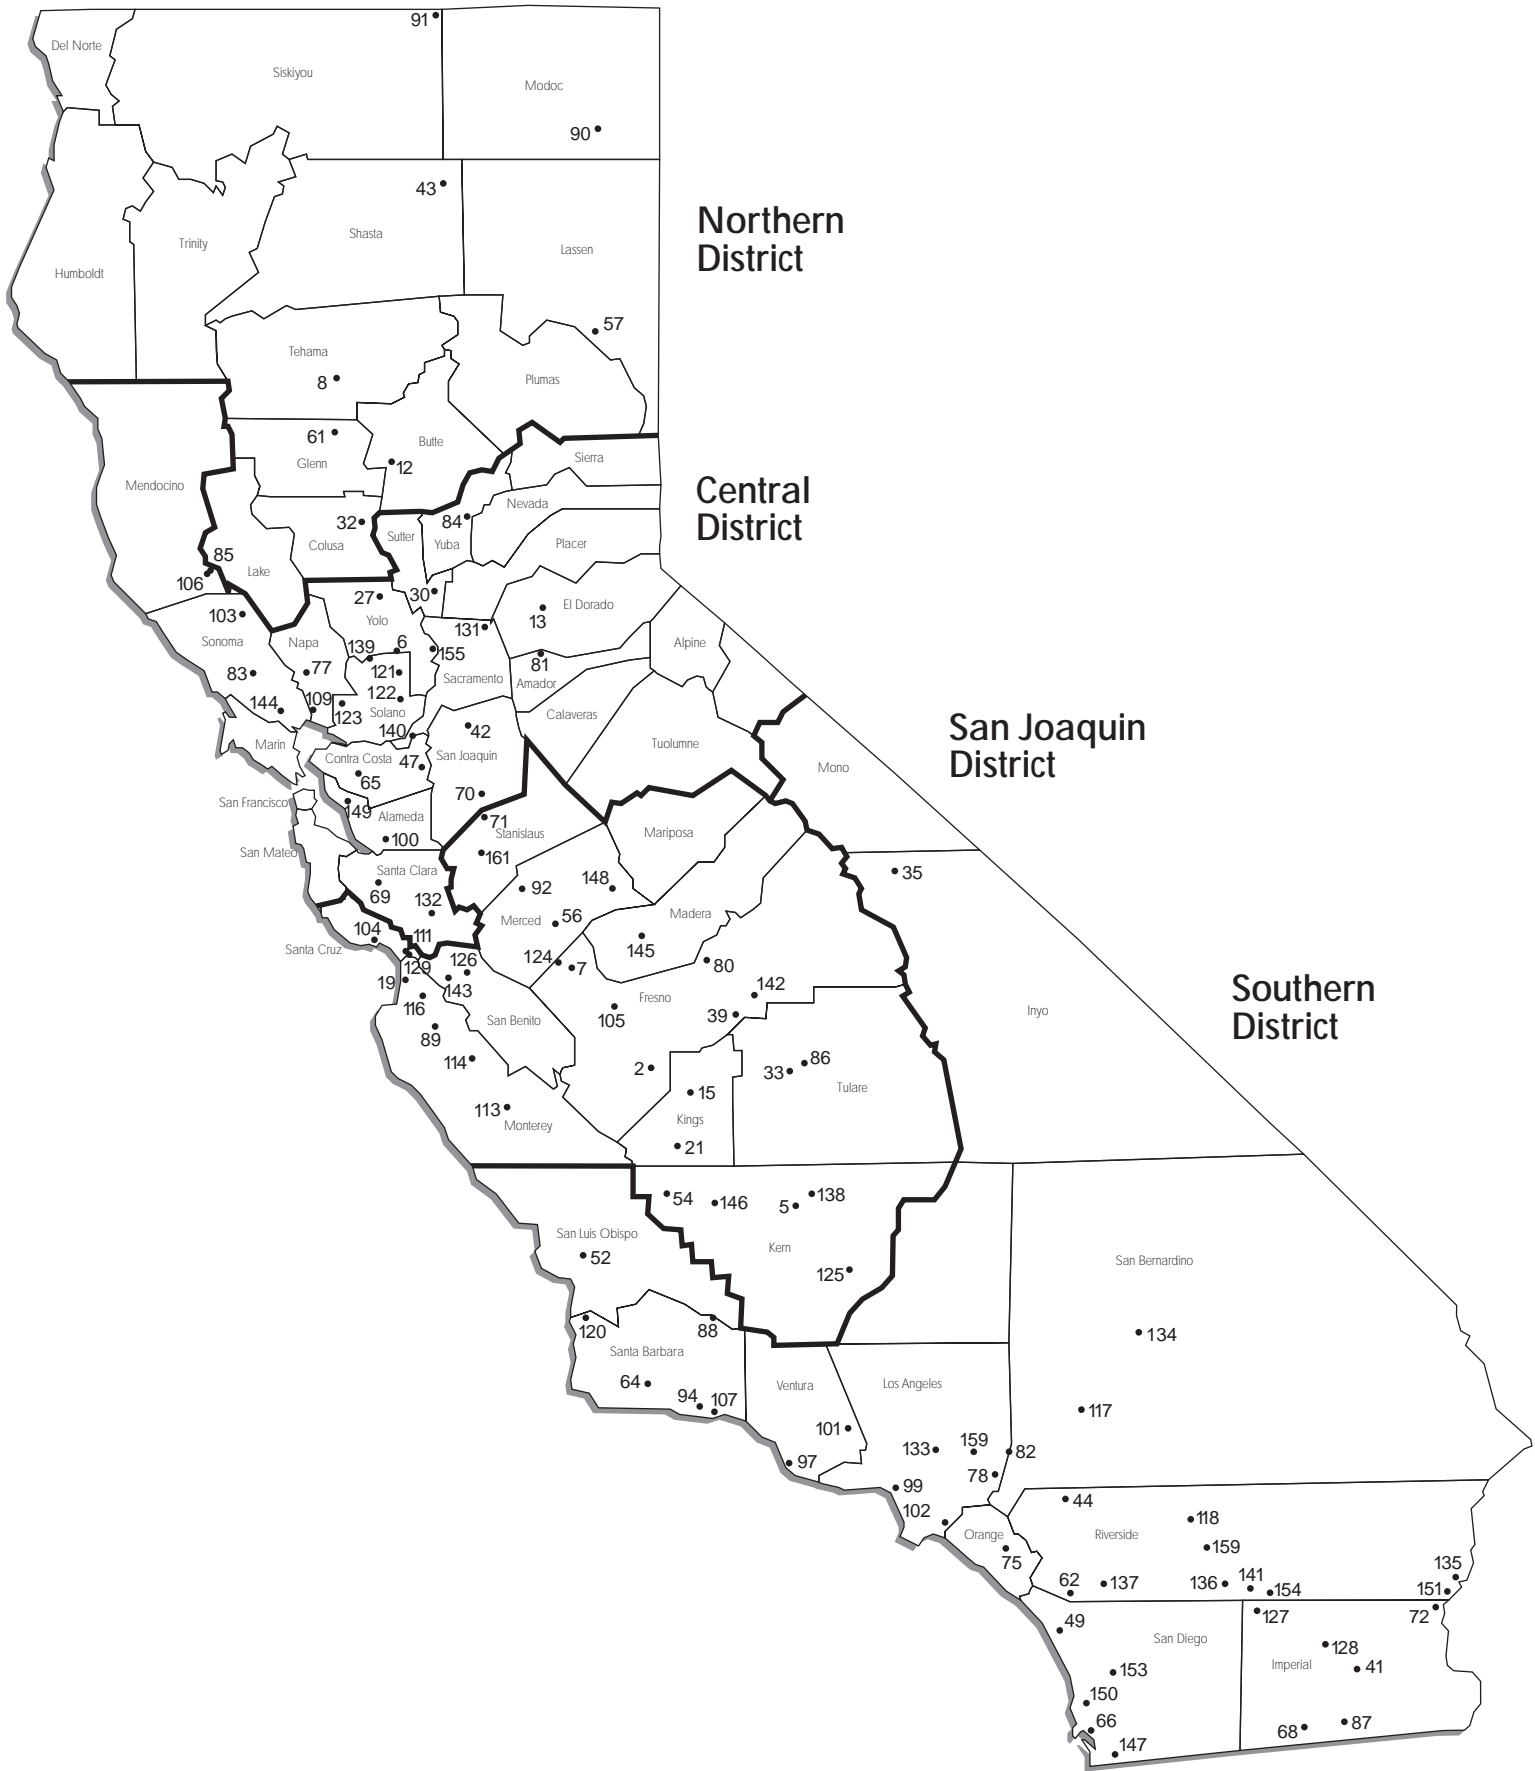 91
Del Norte
Siskiyou
Modoc
90
43
Northern
District
Shasta
Trinity
Lassen
Humboldt
57
Tehama
8
Plumas
61
Butte
Glenn
12
Sierra
Mendocino
Central
District
Nevada
32
84
Sutter
Yuba
Colusa
Placer
85
Lake
106
27
30
El Dorado
103
13
Yolo
131
Sonoma
Napa
139
6
155
Alpine
81
83
77
121
Sacramento
Amador
122
144
109
123
Solano
Calaveras
140
42
San Joaquin
District
Marin
Contra Costa
San Joaquin
Tuolumne
47
Mono
65
70
San Francisco
149
Alameda
71
Stanislaus
Mariposa
100
San Mateo
161
Santa Clara
35
69
92
148
132
56
Merced
Madera
104
111
145
Santa Cruz
124
129
126
7
80
19
143
142
Southern
District
116
Fresno
39
105
San Benito
Inyo
89
114
2
33
86
Tulare
15
113
Kings
Monterey
21
54
146
5
138
San Luis Obispo
Kern
52
San Bernardino
125
120
88
134
Santa Barbara
64
Ventura
Los Angeles
94
107
117
101
133
159
82
97
78
99
44
102
118
Orange
Riverside
159
75
135
62
137
136
141
154
151
127
72
49
San Diego
128
Imperial
41
153
150
66
68
87
147